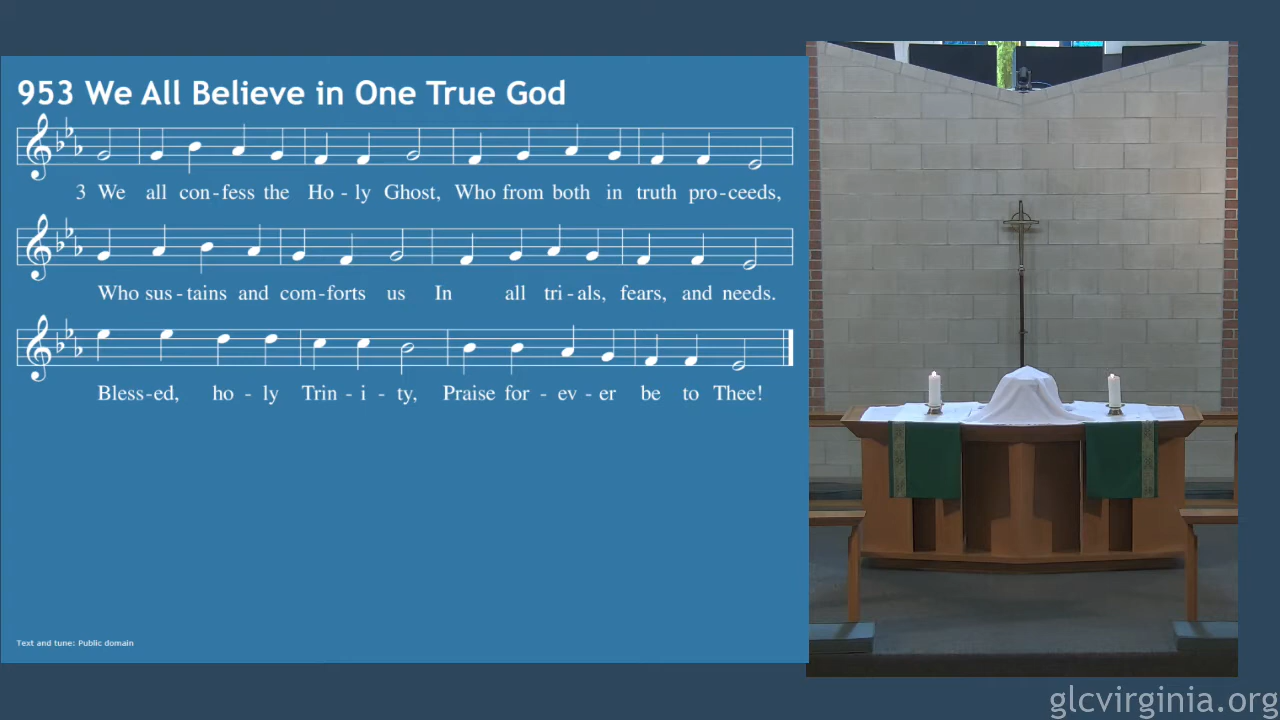 953 We All Believe in One True God
3 We all con-fess the Ho - ly Ghost, Who from both in truth pro-ceeds,
Who sus-tains and com-forts us In all tri-als, fears, and needs.
Bless-ed, ho - ly Trin - i - ty, Praise for - ev - er be to Thee!
Text and tune: Public domain
glcvirginia.org